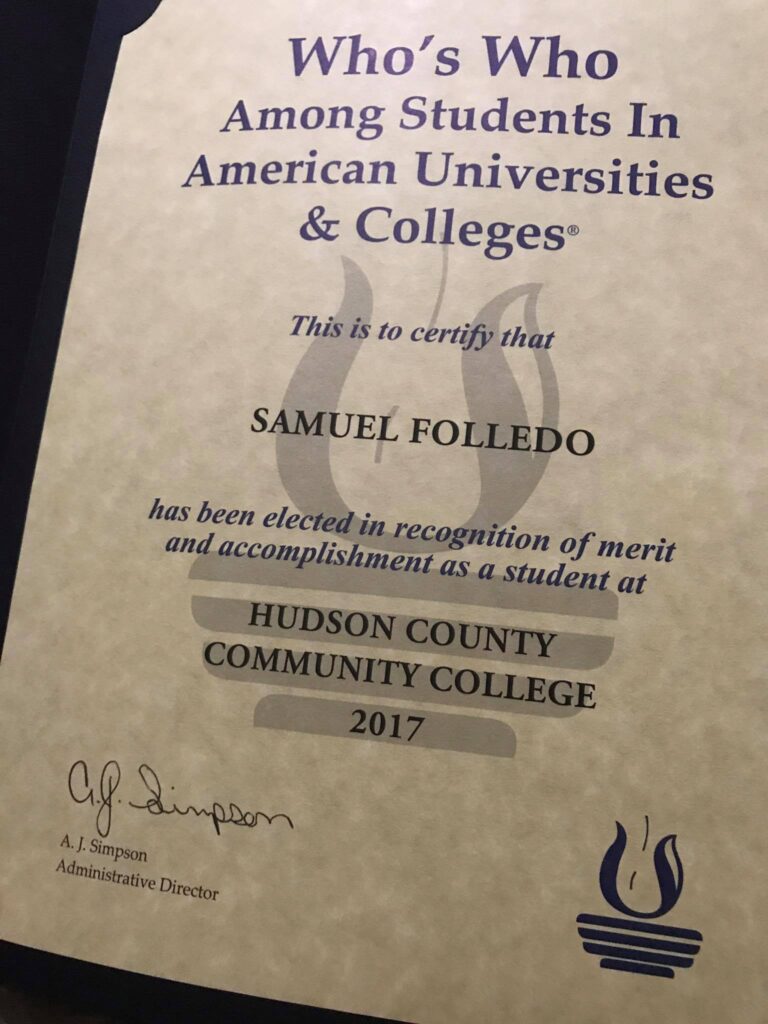 Who's Who
Among Students In
American Universities
& Colleges®
This is to certify that
SAMUEL FOLLEDO
has been elected in recognition of merit
and accomplishment as a student at
HUDSON COUNTY
COMMUNITY COLLEGE
2017
A.J. Simpson
A. J. Simpson
Administrative Director